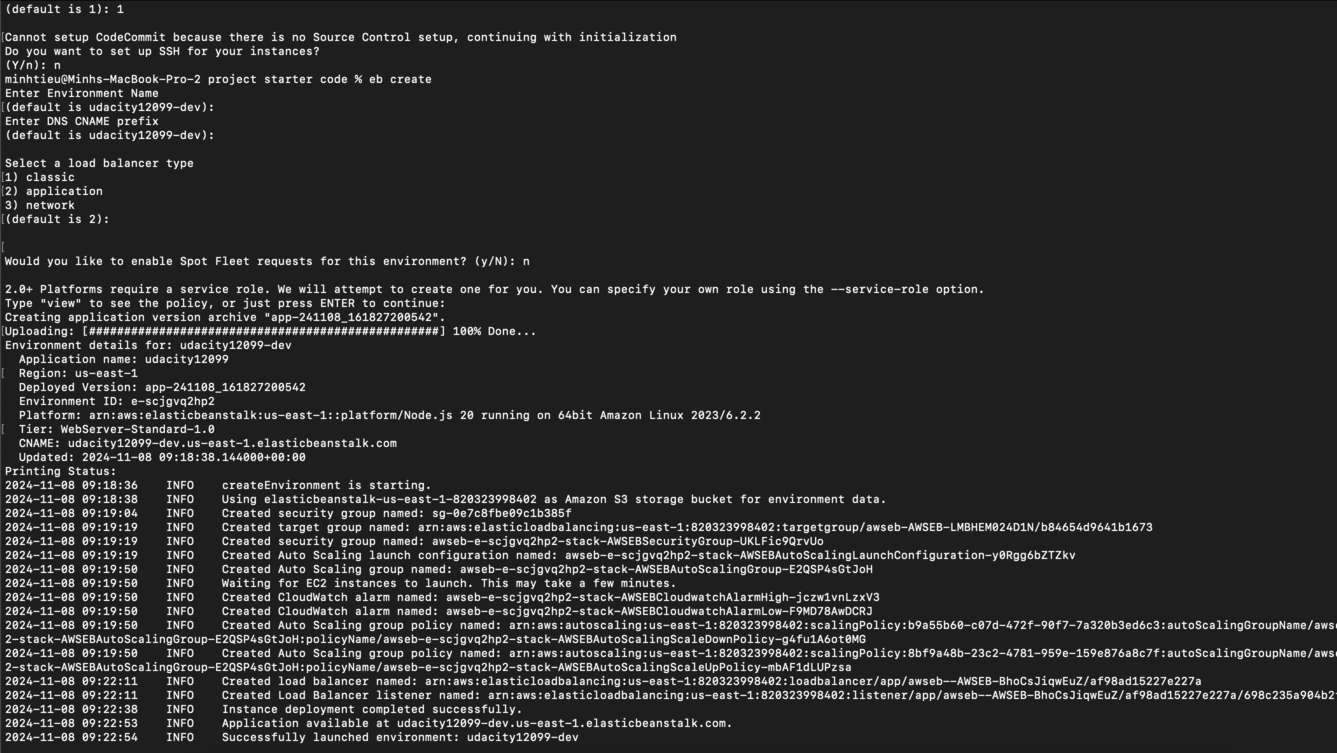 (default is 1): 1
Cannot setup CodeCommit because there is no Source Control setup, continuing with initialization
Do you want to set up SSH for your instances?
(Y/n): n
minhtieu@Minhs-MacBook-Pro-2 project starter code % eb create
Enter Environment Name
(default is udacity12099-dev):
Enter DNS CNAME prefix
(default is udacity12099-dev):
Select a load balancer type
1) classic
2) application
3) network
(default is 2):
Would you like to enable Spot Fleet requests for this environment? (y/N): n
2.0+ Platforms require a service role. We will attempt to create one for you. You can specify your own role using the --service-role option.
Type "view" to see the policy, or just press ENTER to continue:
Creating application version archive "app-241108_161827200542".
Uploading: [##################################################] 100% Done...
Environment details for: udacity12099-dev
  Application name: udacity12099
  Region: us-east-1
  Deployed Version: app-241108_161827200542
  Environment ID: e-scjgvq2hp2
  Platform: arn:aws:elasticbeanstalk:us-east-1::platform/Node.js 20 running on 64bit Amazon Linux 2023/6.2.2
  Tier: WebServer-Standard-1.0
  CNAME: udacity12099-dev.us-east-1.elasticbeanstalk.com
  Updated: 2024-11-08 09:18:38.144000+00:00
Printing Status:
2024-11-08 09:18:36    INFO    createEnvironment is starting.
2024-11-08 09:18:38    INFO    Using elasticbeanstalk-us-east-1-820323998402 as Amazon S3 storage bucket for environment data.
2024-11-08 09:19:04    INFO    Created security group named: sg-0e7c8fbe09c1b385f
2024-11-08 09:19:19    INFO    Created target group named: arn:aws:elasticloadbalancing:us-east-1:820323998402:targetgroup/awseb-AWSEB-LMBHEM024D1N/b84654d9641b1673
2024-11-08 09:19:19    INFO    Created security group named: awseb-e-scjgvq2hp2-stack-AWSEBSecurityGroup-UKLFic9QrvUo
2024-11-08 09:19:19    INFO    Created Auto Scaling launch configuration named: awseb-e-scjgvq2hp2-stack-AWSEBAutoScalingLaunchConfiguration-y0Rgg6bZTZkv
2024-11-08 09:19:50    INFO    Created Auto Scaling group named: awseb-e-scjgvq2hp2-stack-AWSEBAutoScalingGroup-E2QSP4sGtJoH
2024-11-08 09:19:50    INFO    Waiting for EC2 instances to launch. This may take a few minutes.
2024-11-08 09:19:50    INFO    Created CloudWatch alarm named: awseb-e-scjgvq2hp2-stack-AWSEBCloudwatchAlarmHigh-jczw1vnLzxV3
2024-11-08 09:19:50    INFO    Created CloudWatch alarm named: awseb-e-scjgvq2hp2-stack-AWSEBCloudwatchAlarmLow-F9MD78AwDCRJ
2024-11-08 09:19:50    INFO    Created Auto Scaling group policy named: arn:aws:autoscaling:us-east-1:820323998402:scalingPolicy:b9a55b60-c07d-472f-90f7-7a320b3ed6c3:autoScalingGroupName/awse
2-stack-AWSEBAutoScalingGroup-E2QSP4sGtJoH:policyName/awseb-e-scjgvq2hp2-stack-AWSEBAutoScalingScaleDownPolicy-g4fu1A6ot0MG
2024-11-08 09:19:50    INFO    Created Auto Scaling group policy named: arn:aws:autoscaling:us-east-1:820323998402:scalingPolicy:8bf9a48b-23c2-4781-959e-159e876a8c7f:autoScalingGroupName/awse
2-stack-AWSEBAutoScalingGroup-E2QSP4sGtJoH:policyName/awseb-e-scjgvq2hp2-stack-AWSEBAutoScalingScaleUpPolicy-mbAF1dLUPzsa
2024-11-08 09:22:11    INFO    Created load balancer named: arn:aws:elasticloadbalancing:us-east-1:820323998402:loadbalancer/app/awseb--AWSEB-BhoCsJiqwEuZ/af98ad15227e227a
2024-11-08 09:22:11    INFO    Created Load Balancer listener named: arn:aws:elasticloadbalancing:us-east-1:820323998402:listener/app/awseb--AWSEB-BhoCsJiqwEuZ/af98ad15227e227a/698c235a904b2
2024-11-08 09:22:38    INFO    Instance deployment completed successfully.
2024-11-08 09:22:53    INFO    Application available at udacity12099-dev.us-east-1.elasticbeanstalk.com.
2024-11-08 09:22:54    INFO    Successfully launched environment: udacity12099-dev